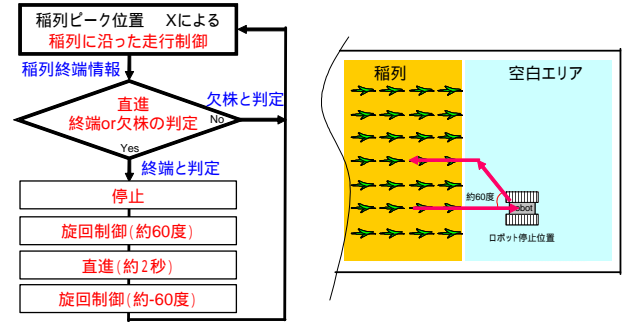 稲列ピーク位置 Xによる
稲列に沿った走行制御
稲列終端情報
欠株と判定
直進
終端or欠株の判定
No
Yes
終端と判定
停止
旋回制御(約60度)
直進(約2秒)
旋回制御(約-60度)
稲列
空白エリア
約60度
Robot
ロボット停止位置